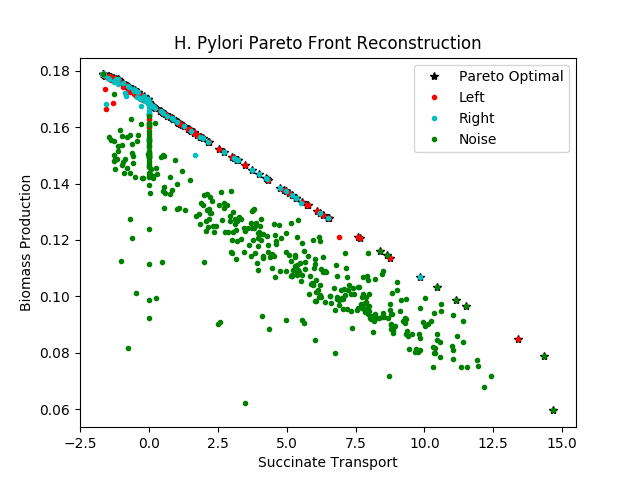 H. Pylori Pareto Front Reconstruction
Pareto Optimal
Left
Right
Noise
0.18
0.16
0.14
0.12
0.10
0.08
0.06
Biomass Production
-2.5 0.0 2.5 5.0 7.5 10.0 12.5 15.0
Succinate Transport